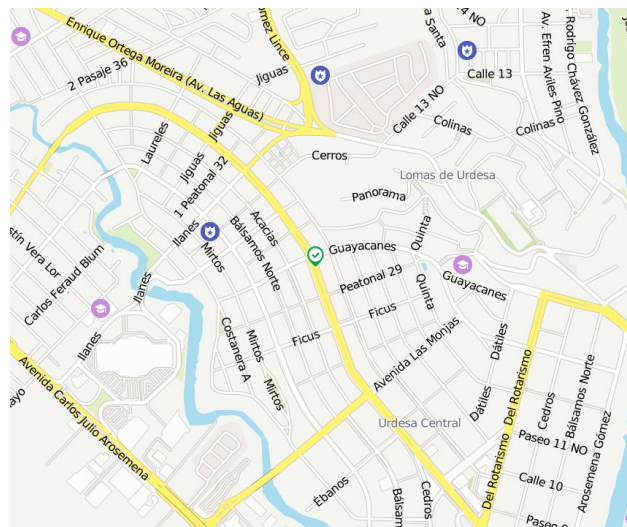 Enrique Ortega Moreira (Av. Las Aguas)
2 Pasaje 36
Jiguas
Calle 13
Av. Efren Aviles Pino
Rodrigo Chávez González
Calle 13 NO
Colinas
Colinas
Laureles
Jiguas
Jiguas
Cerros
1 Peatonal 32
Lomas de Urdesa
Panorama
Ilanes
Mirtos
Bálsamos Norte
Acacias
Guayacanes
Quinta
Carlos Feraud Blum
Ilanes
Peatonal 29
Quinta
Guayacanes
Ficus
Ficus
Costanera A
Mirtos
Mirtos
Ilanes
Avenida Las Monjas
Dátiles
Dátiles
Del Rotarismo
Del Rotarismo
Cedros
Bálsamos Norte
Arosemena Gómez
Avenida Carlos Julio Arosemena
Urdesa Central
Paseo 11 NO
Calle 10
Ébanos
Cedros